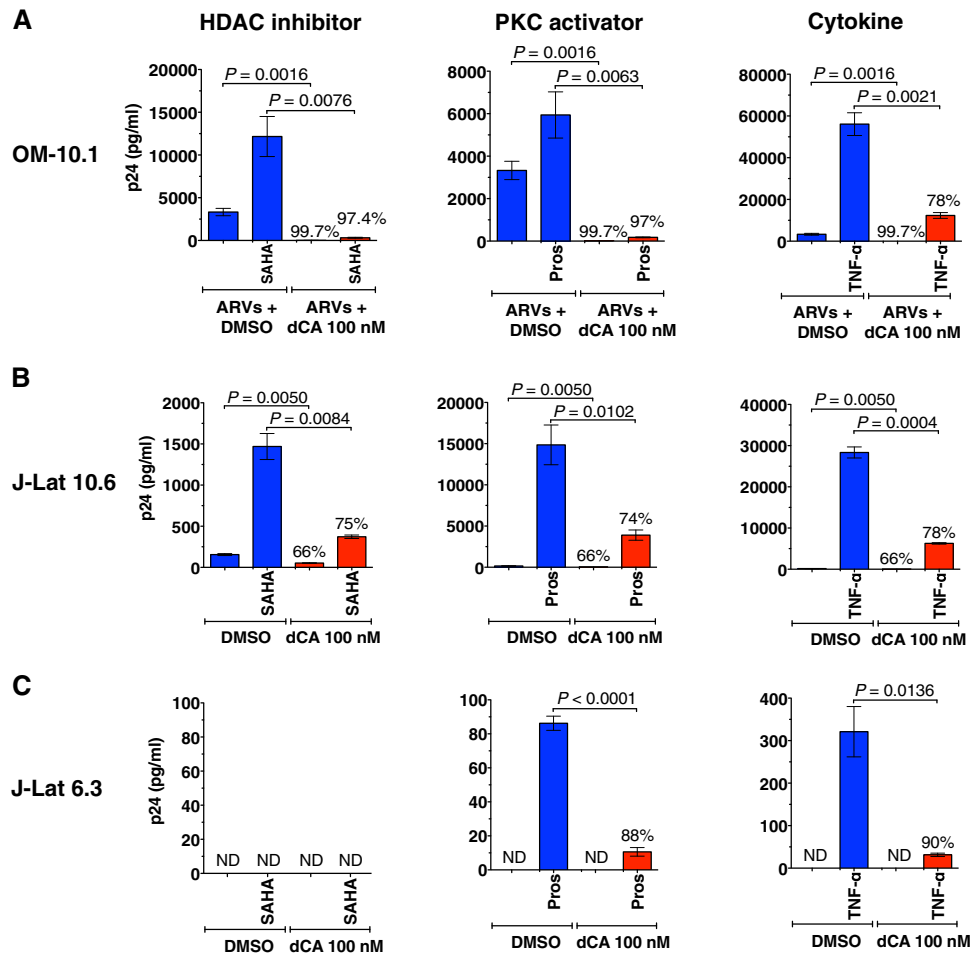 A
HDAC inhibitor
PKC activator
Cytokine
OM-10.1
p24 (pg/ml)
20000
15000
10000
5000
0
P = 0.0016
P = 0.0076
99.7%
97.4%
SAHA
SAHA
ARVs + DMSO
ARVs + dCA 100 nM
8000
6000
4000
2000
0
P = 0.0016
P = 0.0063
99.7%
97%
Pros
Pros
ARVs + DMSO
ARVs + dCA 100 nM
80000
60000
40000
20000
0
P = 0.0016
P = 0.0021
99.7%
78%
TNF-α
TNF-α
ARVs + DMSO
ARVs + dCA 100 nM
B
J-Lat 10.6
p24 (pg/ml)
2000
1500
1000
500
0
P = 0.0050
P = 0.0084
66%
75%
SAHA
SAHA
DMSO
dCA 100 nM
20000
15000
10000
5000
0
P = 0.0050
P = 0.0102
66%
74%
Pros
Pros
DMSO
dCA 100 nM
40000
30000
20000
10000
0
P = 0.0050
P = 0.0004
66%
78%
TNF-α
TNF-α
DMSO
dCA 100 nM
C
J-Lat 6.3
p24 (pg/ml)
100
80
60
40
20
0
ND
ND
ND
ND
SAHA
SAHA
DMSO
dCA 100 nM
100
80
60
40
20
0
P < 0.0001
ND
ND
88%
Pros
Pros
DMSO
dCA 100 nM
400
300
200
100
0
P = 0.0136
ND
ND
90%
TNF-α
TNF-α
DMSO
dCA 100 nM